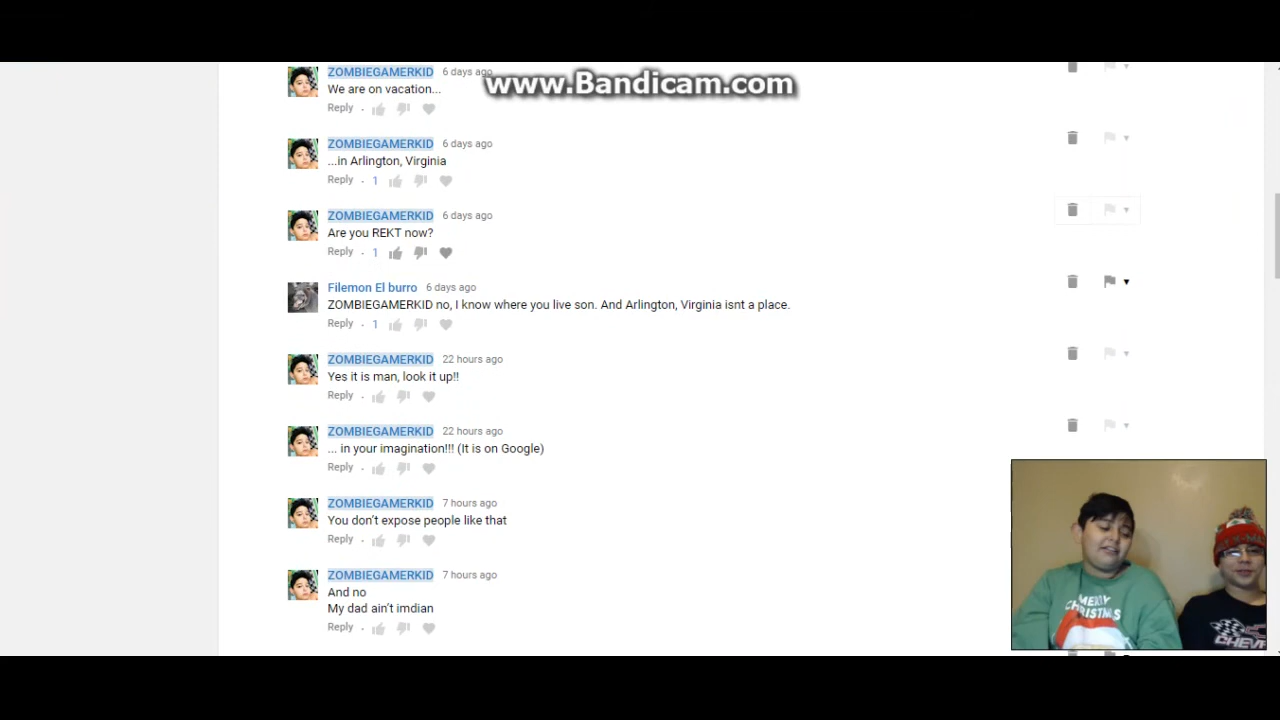 www.Bandicam.com
ZOMBIEGAMERKID 6 days ago
We are on vacation...
Reply
ZOMBIEGAMERKID 6 days ago
...in Arlington, Virginia
Reply 1
ZOMBIEGAMERKID 6 days ago
Are you REKT now?
Reply 1
Filemon El burro 6 days ago
ZOMBIEGAMERKID no, I know where you live son. And Arlington, Virginia isnt a place.
Reply 1
ZOMBIEGAMERKID 22 hours ago
Yes it is man, look it up!!
Reply
ZOMBIEGAMERKID 22 hours ago
... in your imagination!!! (It is on Google)
Reply
ZOMBIEGAMERKID 7 hours ago
You don't expose people like that
Reply
ZOMBIEGAMERKID 7 hours ago
And no
My dad ain't imdian
Reply
MERRY
CHRISTMAS